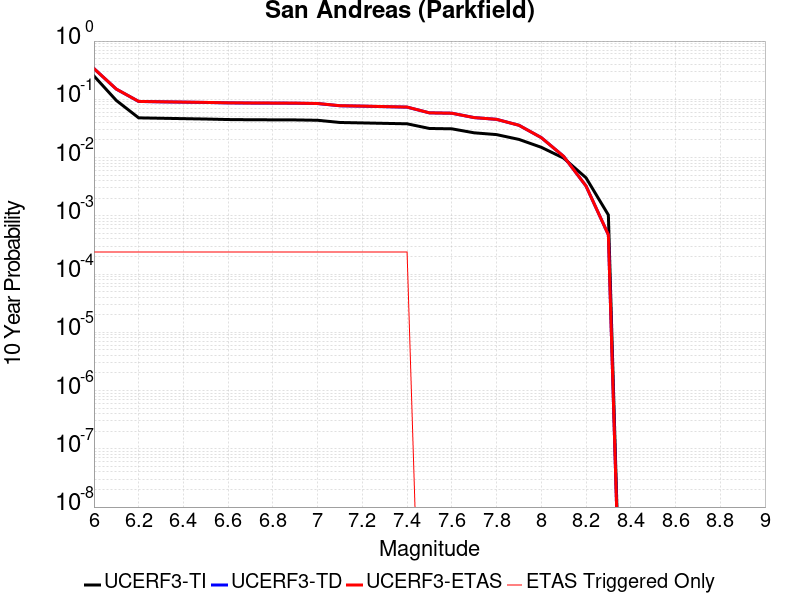 San Andreas (Parkfield)
10 0
10 -1
10 -2
10 -3
10 -4
10 -5
10 -6
10 -7
10 -8
10 Year Probability
6 6.2 6.4 6.6 6.8 7 7.2 7.4 7.6 7.8 8 8.2 8.4 8.6 8.8 9
Magnitude
UCERF3-TI UCERF3-TD UCERF3-ETAS ETAS Triggered Only